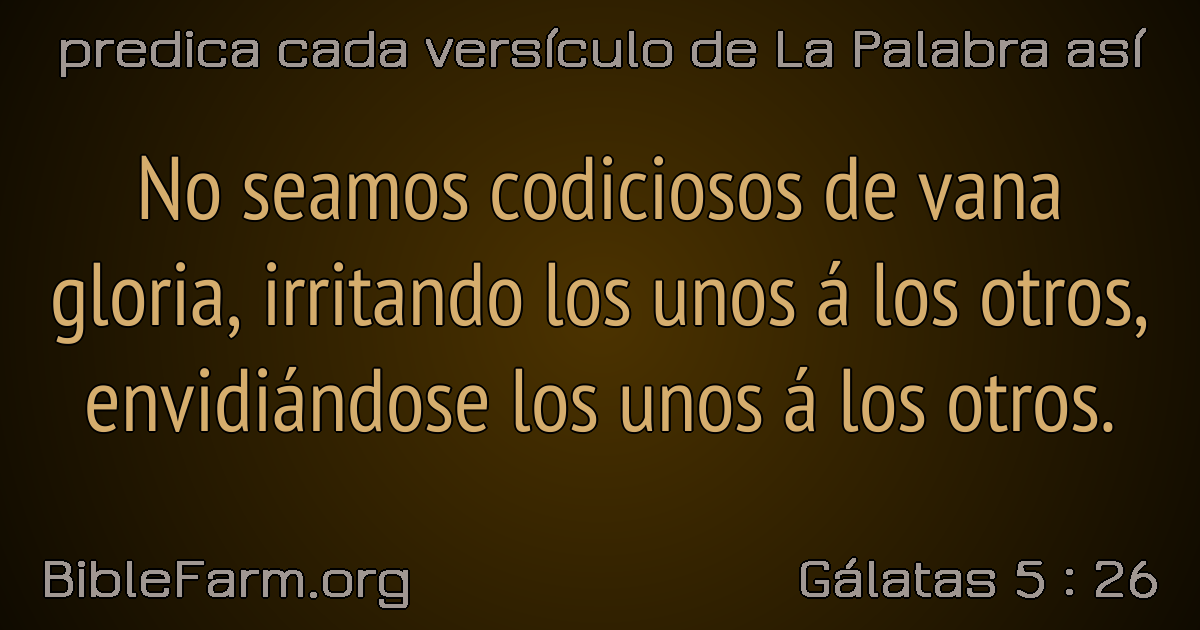 predica cada versículo de La Palabra así
No seamos codiciosos de vana
gloria, irritando los unos á los otros,
envidiándose los unos á los otros.
BibleFarm.org
Gálatas 5 : 26